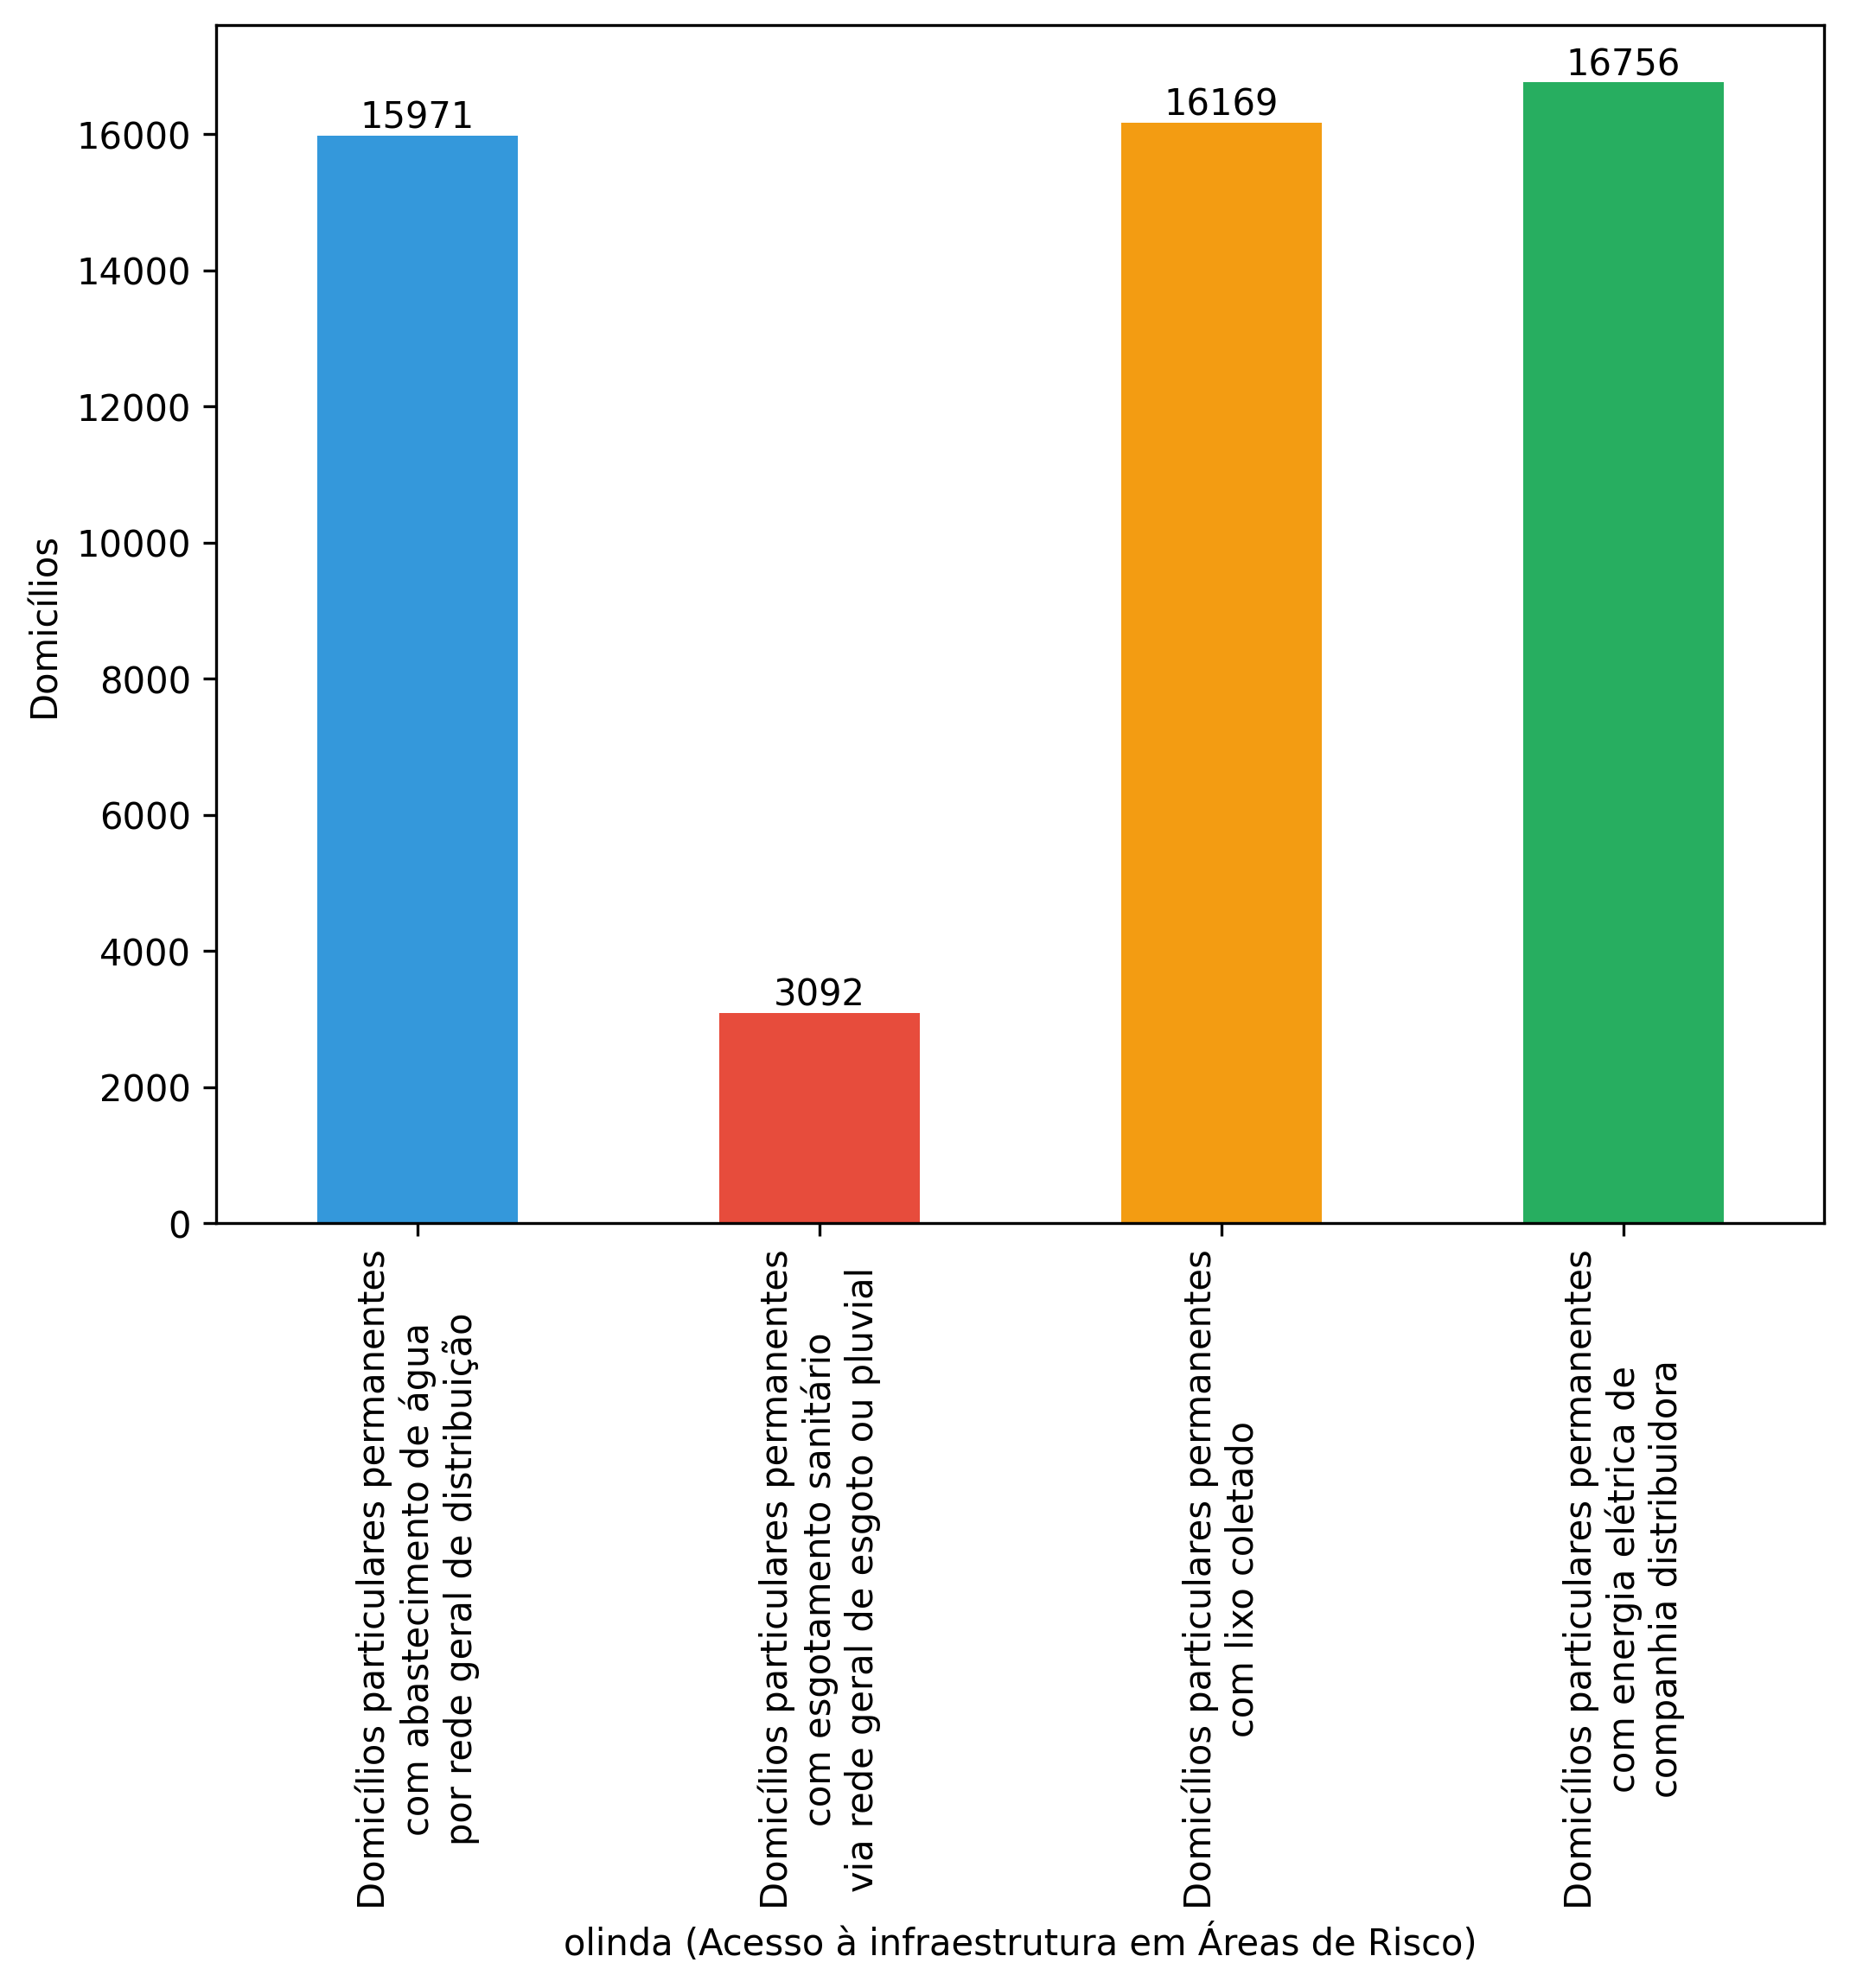 15971
3092
16169
16756
16000
14000
12000
10000
8000
6000
4000
2000
0
Domicílios
Domicílios particulares permanentes
com abastecimento de água
por rede geral de distribuição
Domicílios particulares permanentes
com esgotamento sanitário
via rede geral de esgoto ou pluvial
Domicílios particulares permanentes
com lixo coletado
Domicílios particulares permanentes
com energia elétrica de
companhia distribuidora
olinda (Acesso à infraestrutura em Áreas de Risco)